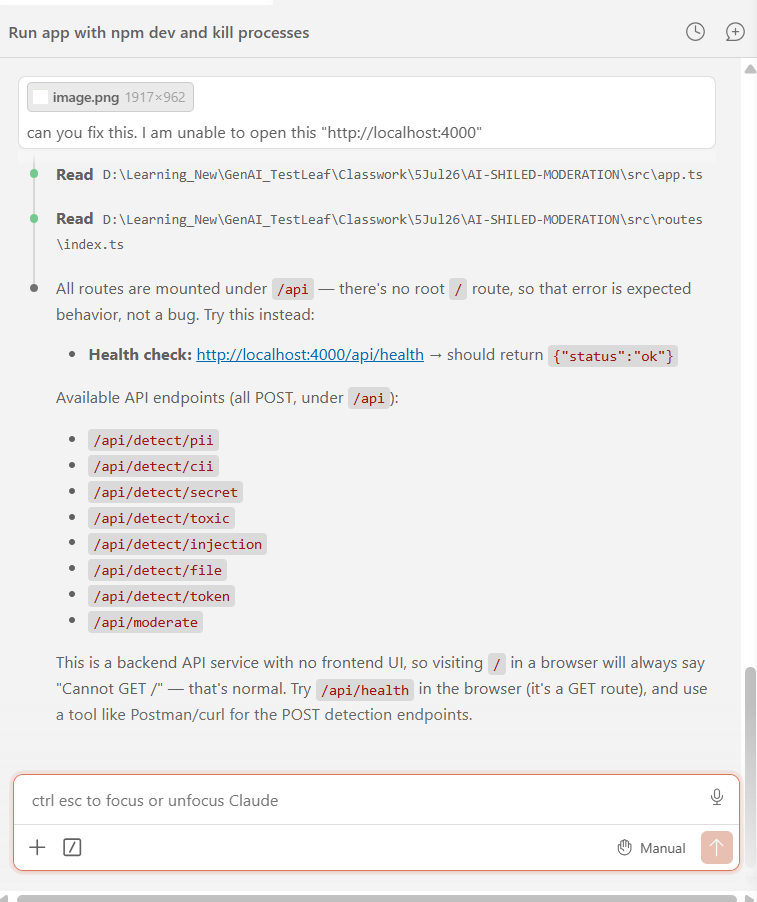 Run app with npm dev and kill processes
image.png 1917×962
can you fix this. I am unable to open this "http://localhost:4000"
Read D:\Learning_New\GenAI_TestLeaf\Classwork\5Jul26\AI-SHILED-MODERATION\src\app.ts
Read D:\Learning_New\GenAI_TestLeaf\Classwork\5Jul26\AI-SHILED-MODERATION\src\routes
\index.ts
All routes are mounted under /api — there's no root / route, so that error is expected
behavior, not a bug. Try this instead:
• Health check: http://localhost:4000/api/health → should return {"status":"ok"}
Available API endpoints (all POST, under /api):
• /api/detect/pii
• /api/detect/cii
• /api/detect/secret
• /api/detect/toxic
• /api/detect/injection
• /api/detect/file
• /api/detect/token
• /api/moderate
This is a backend API service with no frontend UI, so visiting / in a browser will always say
"Cannot GET /" — that's normal. Try /api/health in the browser (it's a GET route), and use
a tool like Postman/curl for the POST detection endpoints.
ctrl esc to focus or unfocus Claude
Manual